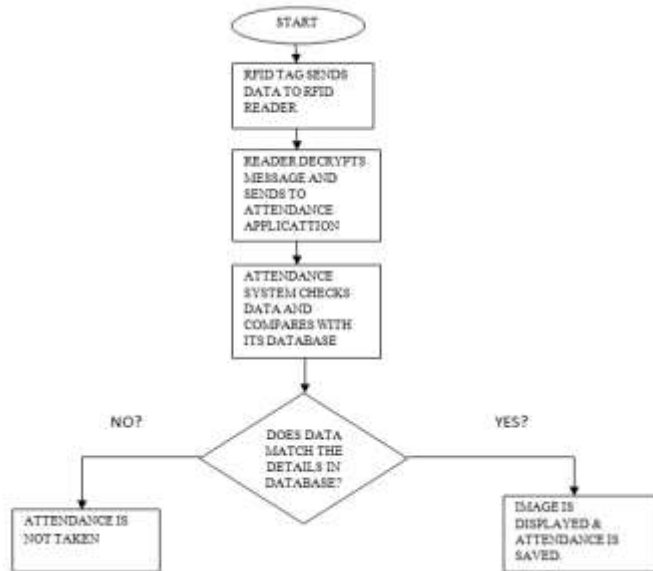 START
RFID TAG SENDS
DATA TO RFID
READER
READER DECRYPTS
MESSAGE AND
SENDS TO
ATTENDANCE
APPLICATTION
ATTENDANCE
SYSTEM CHECKS
DATA AND
COMPARES WITH
ITS DATABASE
NO?
YES?
DOES DATA
MATCH THE
DETAILS IN
DATABASE?
ATTENDANCE IS
NOT TAKEN
IMAGE IS
DISPLAYED &
ATTENDANCE IS
SAVED.